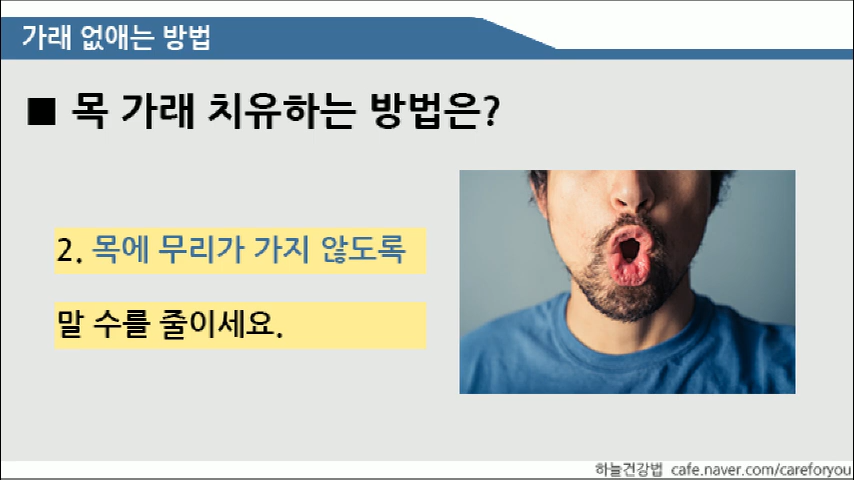 가래 없애는 방법
■ 목 가래 치유하는 방법은?
2. 목에 무리가 가지 않도록
말 수를 줄이세요.
하늘건강법 cafe.naver.com/careforyou